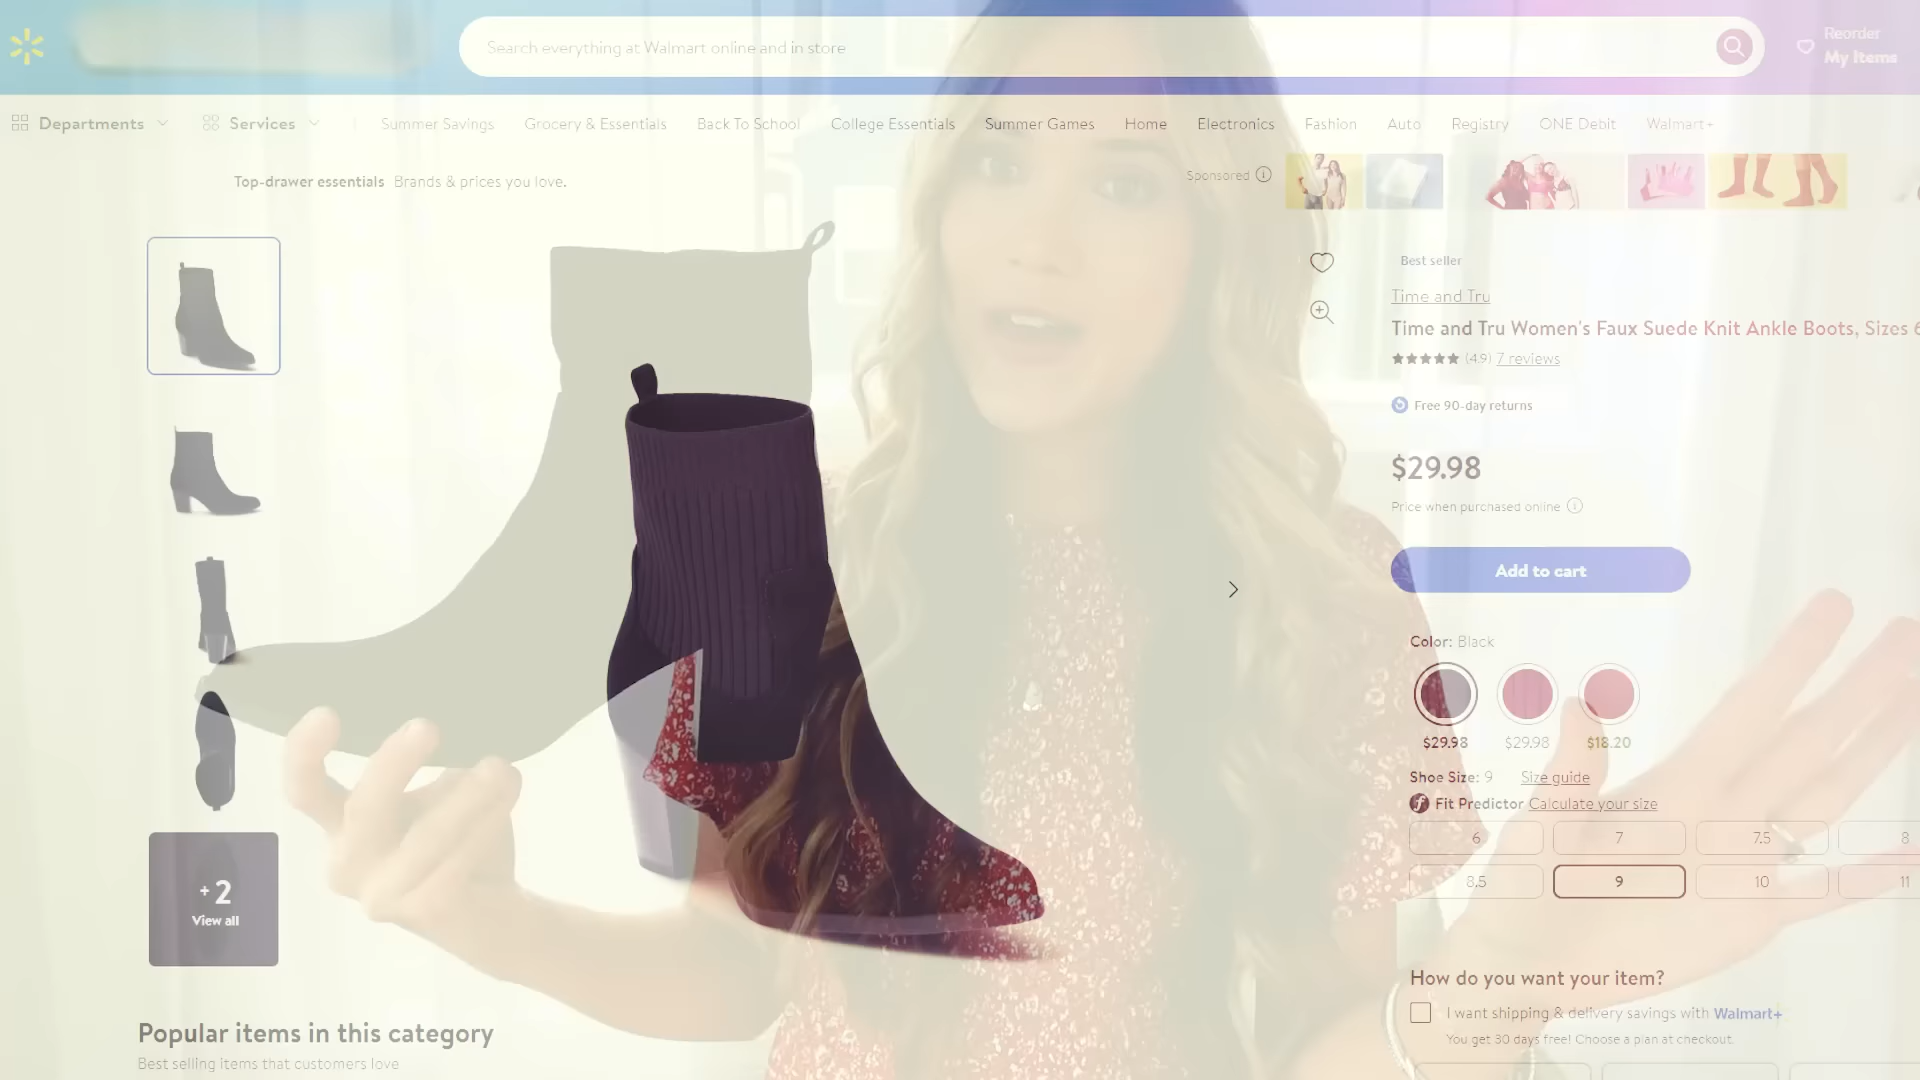 Search everything at Walmart online and in store
Reorder
My Items
Departments
Services
Summer Savings
Grocery & Essentials
Back To School
College Essentials
Summer Games
Home
Electronics
Fashion
Auto
Registry
ONE Debit
Walmart+
Top-drawer essentials Brands & prices you love.
Sponsored
Best seller
Time and Tru
Time and Tru Women's Faux Suede Knit Ankle Boots, Sizes
(4.9) 7 reviews
Free 90-day returns
$29.98
Price when purchased online
Add to cart
Color: Black
$29.98
$29.98
$18.20
Shoe Size: 9
Size guide
Fit Predictor Calculate your size
6
7
7.5
8
8.5
9
10
11
+2
View all
How do you want your item?
I want shipping & delivery savings with Walmart+
You get 30 days free! Choose a plan at checkout.
Popular items in this category
Best selling items that customers love